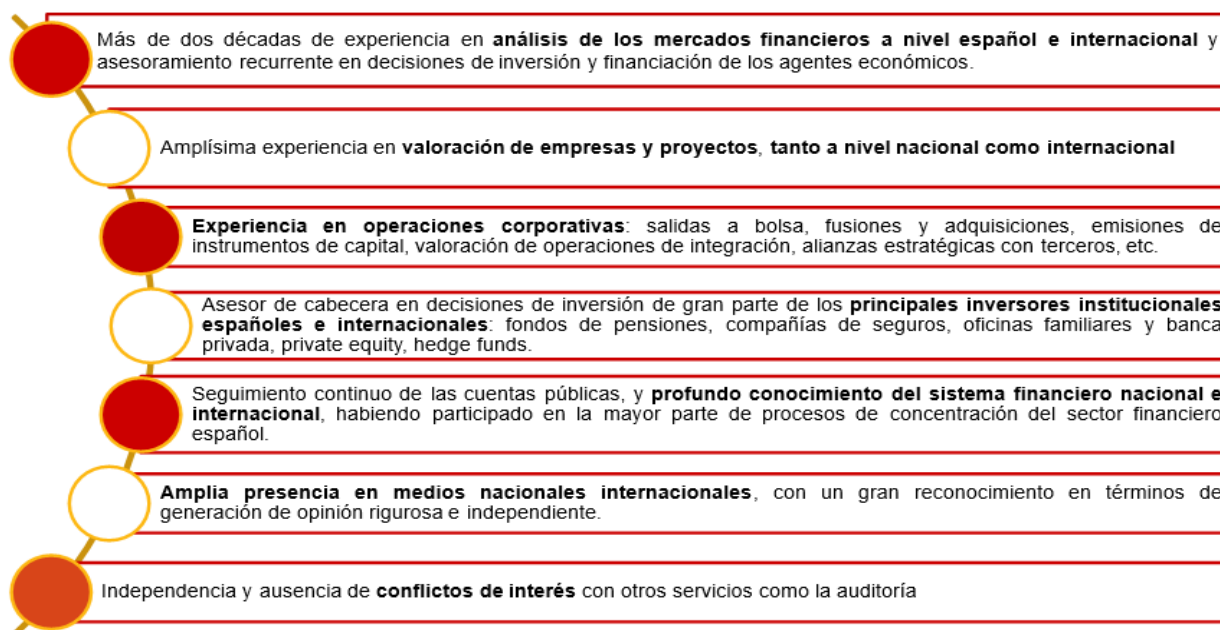 Más de dos décadas de experiencia en análisis de los mercados financieros a nivel español e internacional y
asesoramiento recurrente en decisiones de inversión y financiación de los agentes económicos.
Amplísima experiencia en valoración de empresas y proyectos, tanto a nivel nacional como internacional
Experiencia en operaciones corporativas: salidas a bolsa, fusiones y adquisiciones, emisiones de
instrumentos de capital, valoración de operaciones de integración, alianzas estratégicas con terceros, etc.
Asesor de cabecera en decisiones de inversión de gran parte de los principales inversores institucionales
españoles e internacionales: fondos de pensiones, compañías de seguros, oficinas familiares y banca
privada, private equity, hedge funds.
Seguimiento continuo de las cuentas públicas, y profundo conocimiento del sistema financiero nacional e
internacional, habiendo participado en la mayor parte de procesos de concentración del sector financiero
español.
Amplia presencia en medios nacionales internacionales, con un gran reconocimiento en términos de
generación de opinión rigurosa e independiente.
Independencia y ausencia de conflictos de interés con otros servicios como la auditoría